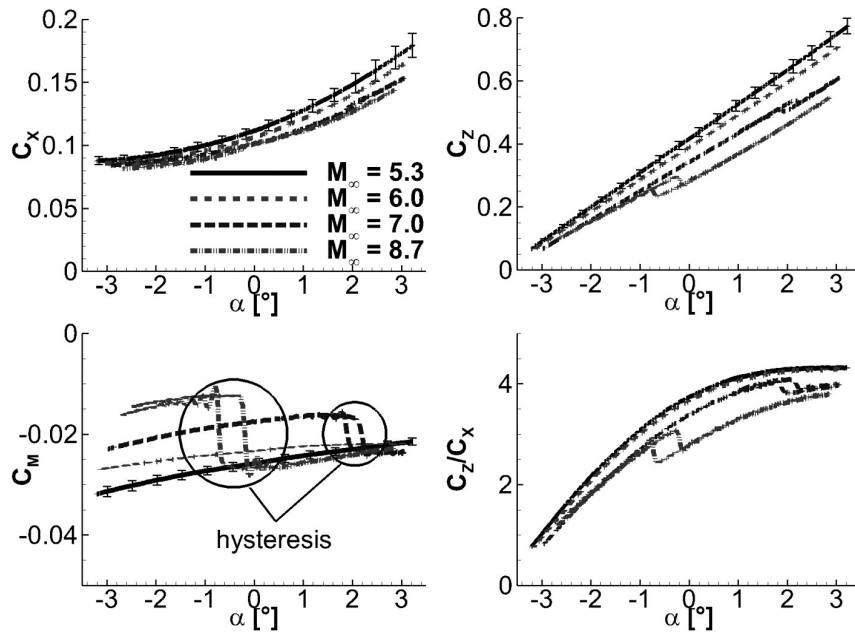 0.2
0.15
0.1
0.05
0
C_X
M_∞ = 5.3
M_∞ = 6.0
M_∞ = 7.0
M_∞ = 8.7
-3 -2 -1 0 1 2 3
α [°]
0.8
0.6
0.4
0.2
0
C_Z
-3 -2 -1 0 1 2 3
α [°]
0
-0.02
-0.04
C_M
hysteresis
-3 -2 -1 0 1 2 3
α [°]
4
2
0
C_Z/C_X
-3 -2 -1 0 1 2 3
α [°]